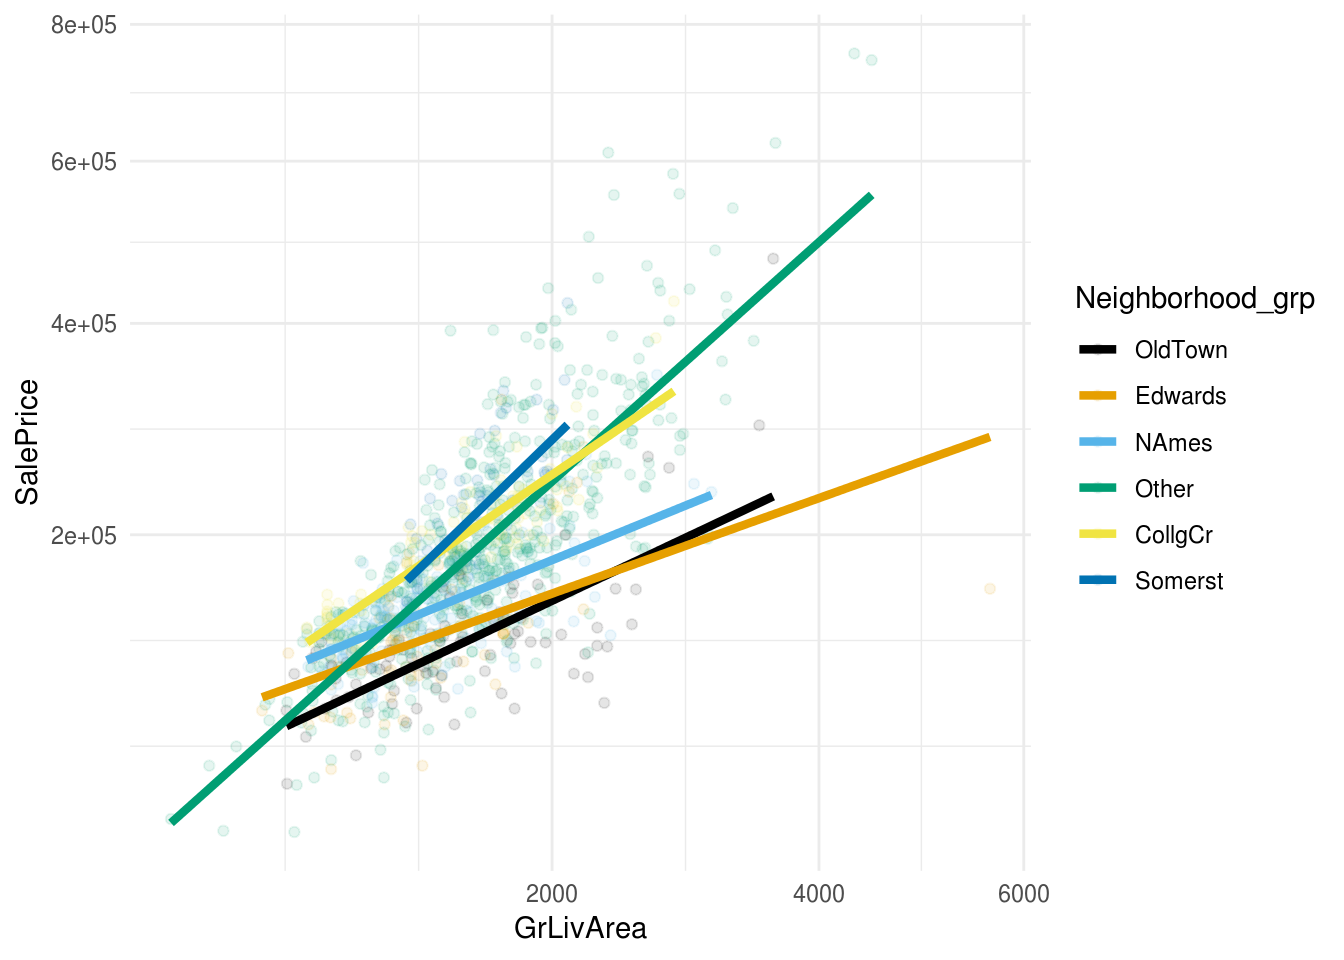 8e+05
6e+05
4e+05
2e+05
SalePrice
2000
4000
6000
GrLivArea
Neighborhood_grp
OldTown
Edwards
NAmes
Other
CollgCr
Somerst